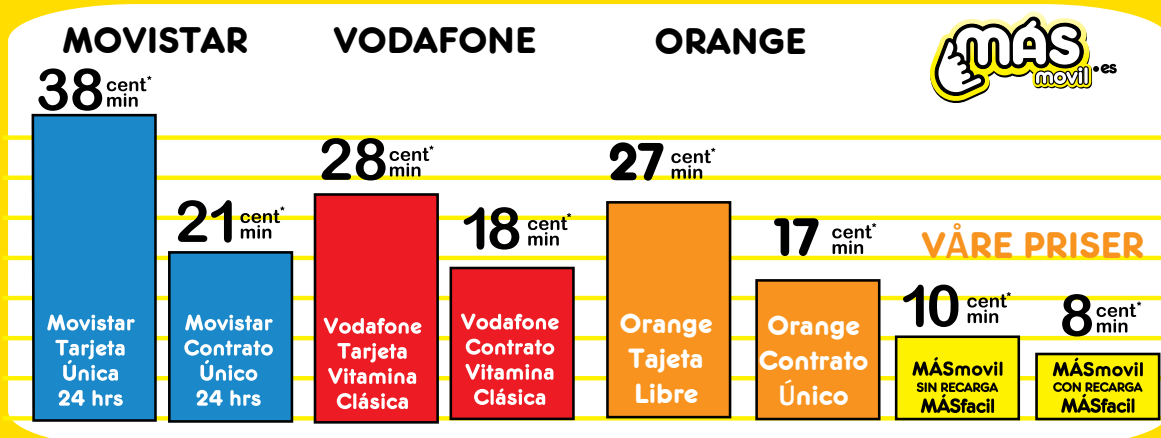 MOVISTAR
VODAFONE
ORANGE
MÁS
movil
.es
38 cent*
min
21 cent*
min
28 cent*
min
18 cent*
min
27 cent*
min
17 cent*
min
VÅRE PRISER
10 cent*
min
8 cent*
min
Movistar
Tarjeta
Única
24 hrs
Movistar
Contrato
Único
24 hrs
Vodafone
Tarjeta
Vitamina
Clásica
Vodafone
Contrato
Vitamina
Clásica
Orange
Tajeta
Libre
Orange
Contrato
Único
MÁSmovil
SIN RECARGA
MÁSfacil
MÁSmovil
CON RECARGA
MÁSfacil